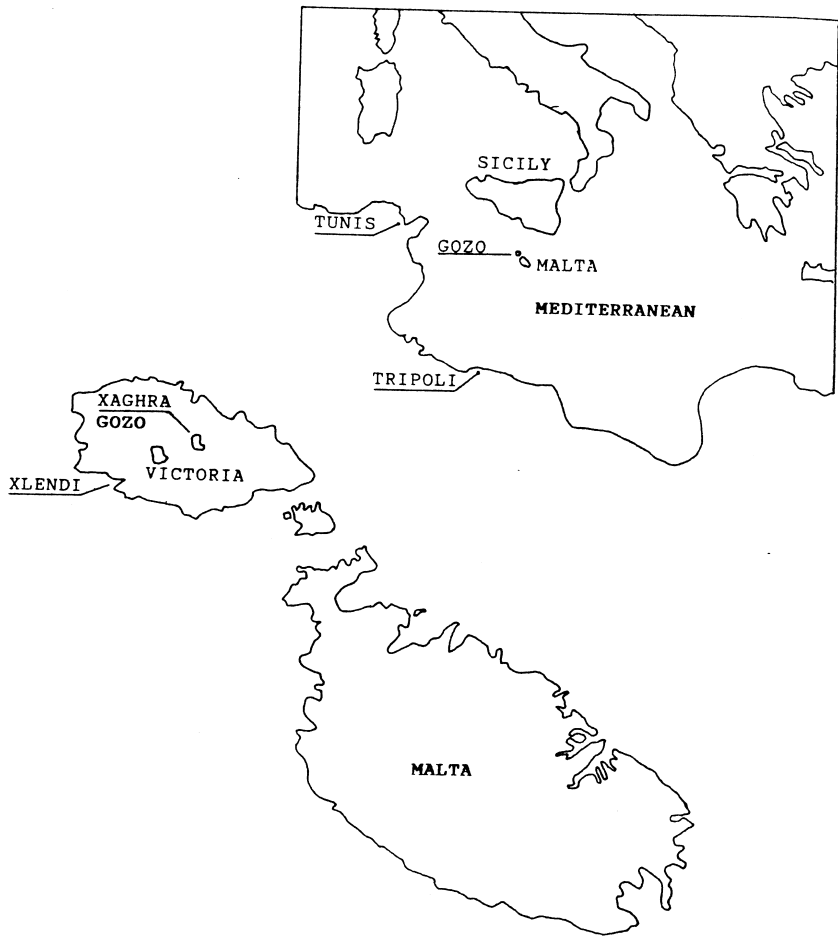 SICILY
TUNIS
GOZO
MALTA
MEDITERRANEAN
TRIPOLI
XAGHRA
GOZO
VICTORIA
XLENDI
MALTA